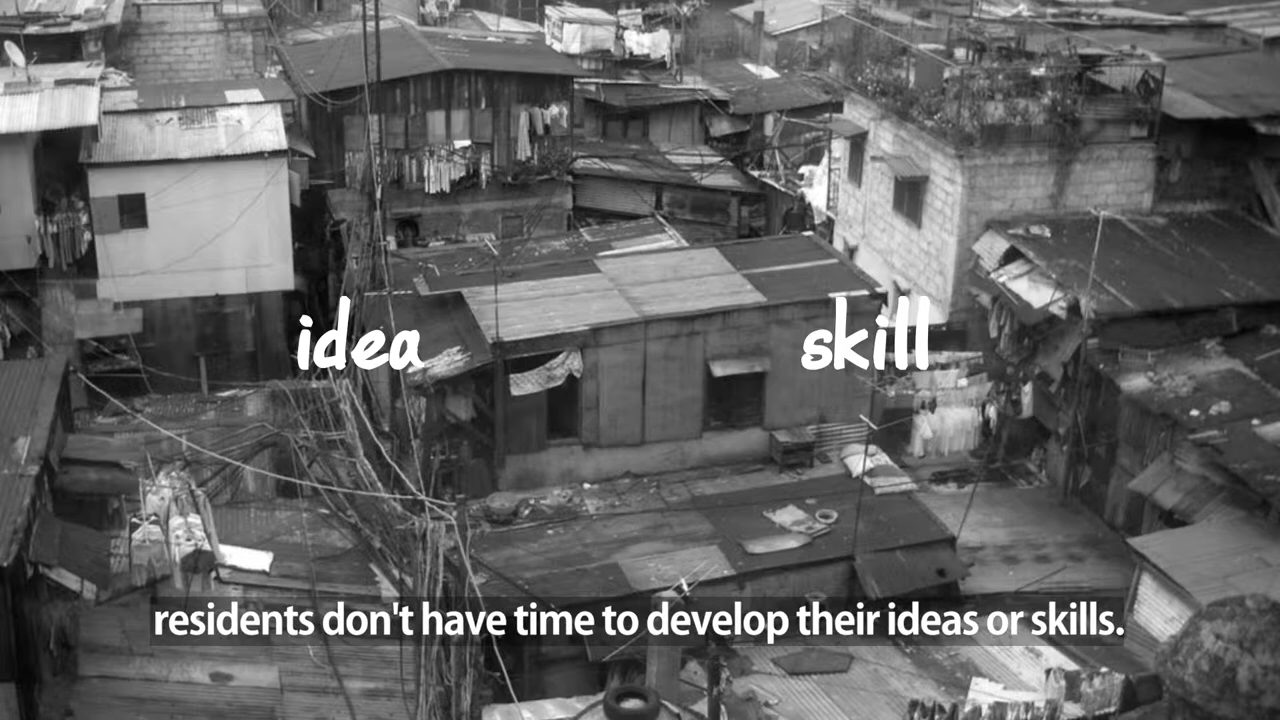 idea skill
residents don't have time to develop their ideas or skills.